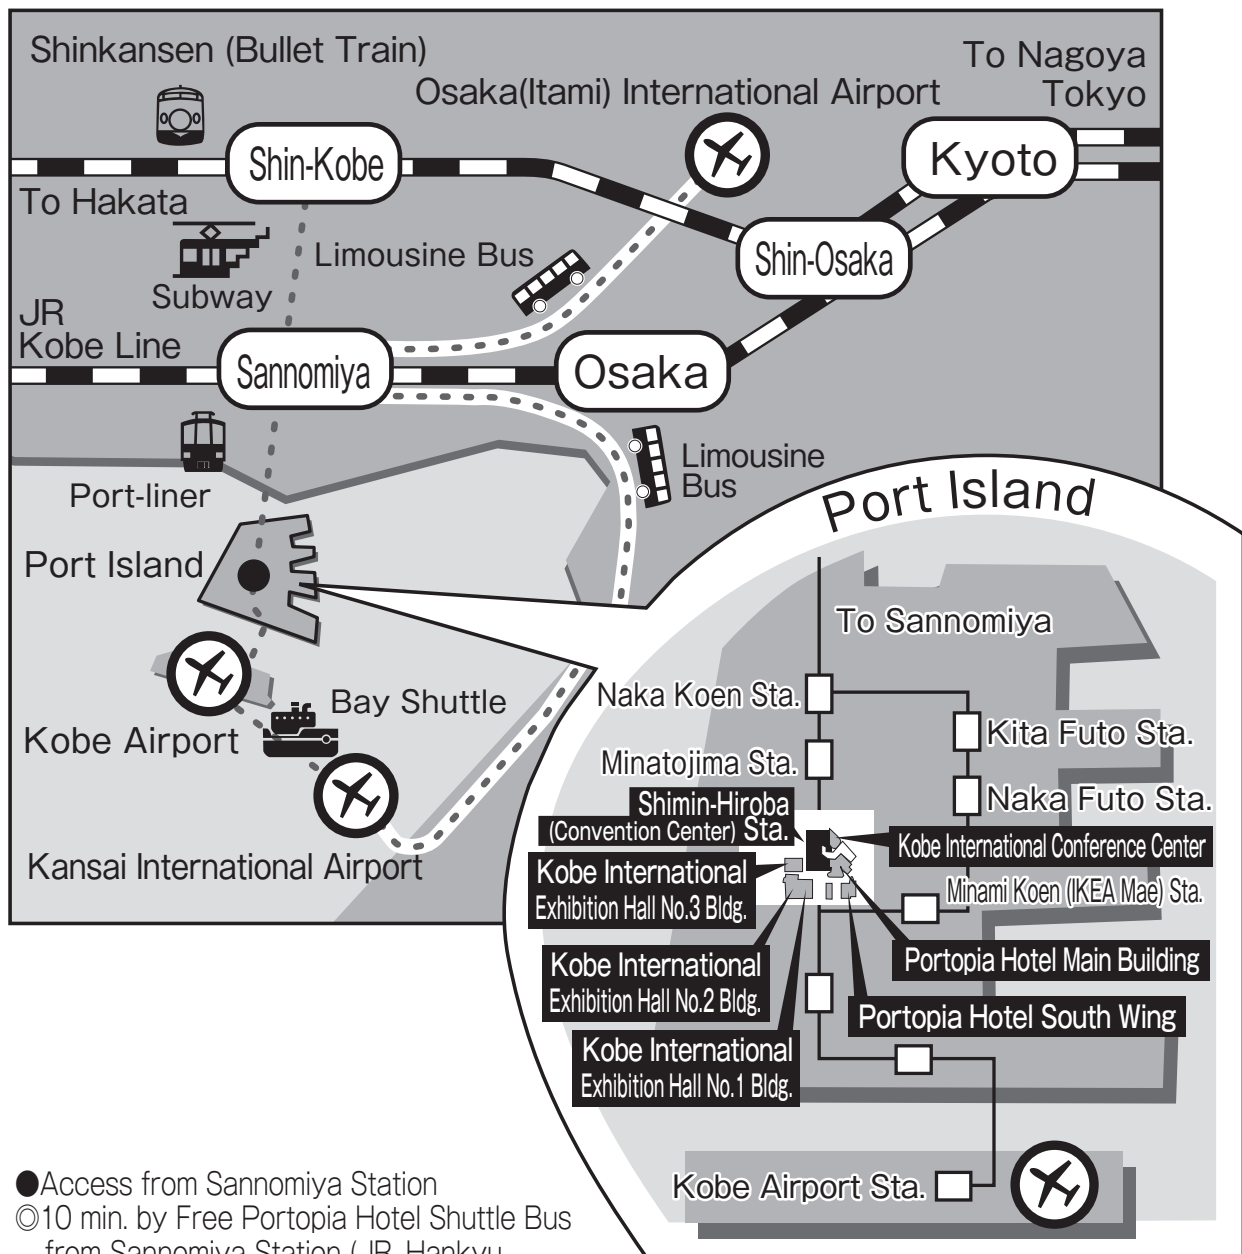 Shinkansen (Bullet Train)
To Nagoya
Tokyo
Osaka(Itami) International Airport
Kyoto
Shin-Kobe
To Hakata
Shin-Osaka
Limousine Bus
Subway
JR
Kobe Line
Sannomiya
Osaka
Limousine
Bus
Port-liner
Port Island
Bay Shuttle
Kobe Airport
Kansai International Airport
Port Island
To Sannomiya
Naka Koen Sta.
Kita Futo Sta.
Minatojima Sta.
Naka Futo Sta.
Shimin-Hiroba
(Convention Center) Sta.
Kobe International Conference Center
Kobe International
Exhibition Hall No.3 Bldg.
Minami Koen (IKEA Mae) Sta.
Kobe International
Exhibition Hall No.2 Bldg.
Portopia Hotel Main Building
Portopia Hotel South Wing
Kobe International
Exhibition Hall No.1 Bldg.
Kobe Airport Sta.
●Access from Sannomiya Station
◎10 min. by Free Portopia Hotel Shuttle Bus
from Sannomiya Station (JR, Hankyu,